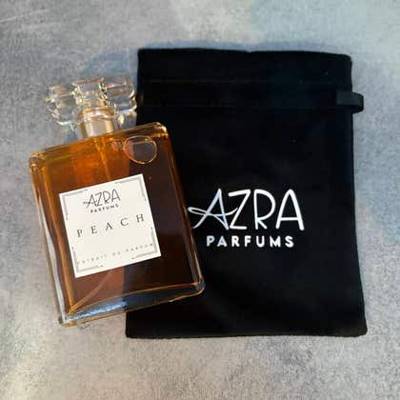 AZRA
PARFUMS
PEACH
EXTRAIT DE PARFUM
AZRA
PARFUMS